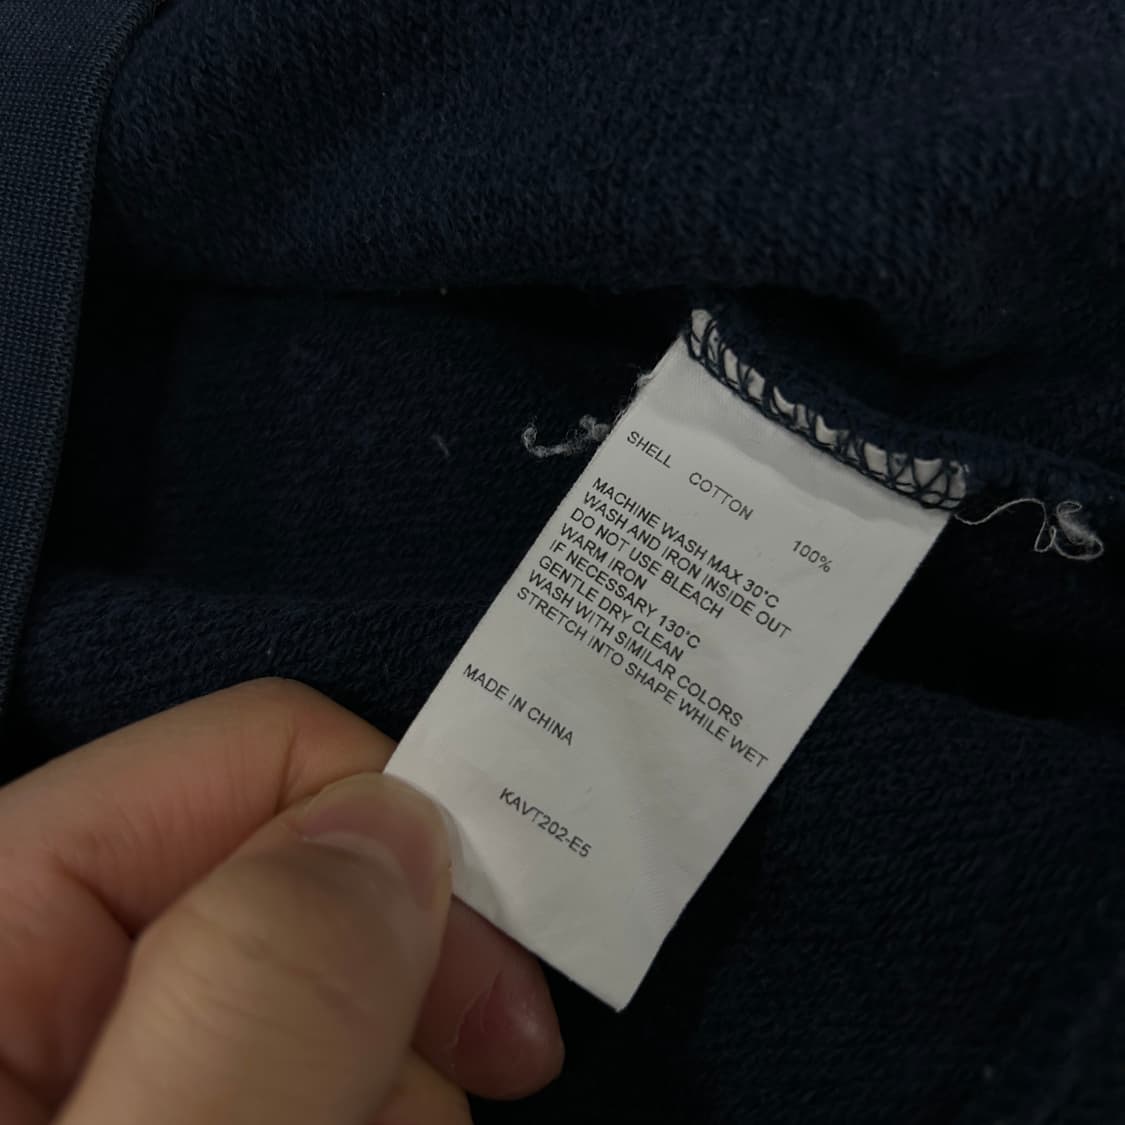 SHELL COTTON 100%
MACHINE WASH MAX 30°C
WASH AND IRON INSIDE OUT
DO NOT USE BLEACH
WARM IRON
IF NECESSARY 130°C
GENTLE DRY CLEAN
WASH WITH SIMILAR COLORS
STRETCH INTO SHAPE WHILE WET
MADE IN CHINA
KAVT202-E5